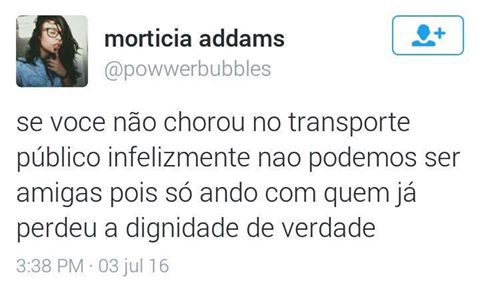 morticia addams
@powwerbubbles
se voce não chorou no transporte
público infelizmente nao podemos ser
amigas pois só ando com quem já
perdeu a dignidade de verdade
3:38 PM · 03 jul 16